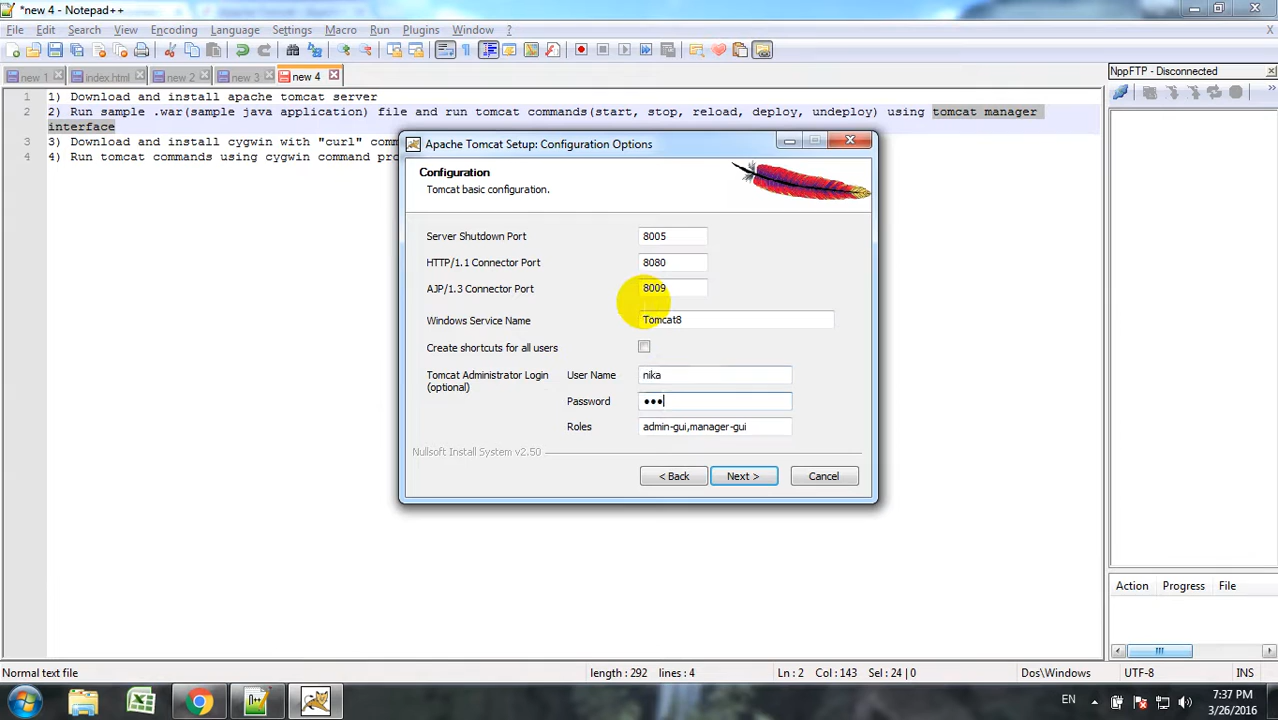 *new 4 - Notepad++
File Edit Search View Encoding Language Settings Macro Run Plugins Window ?
X
new 1
index.html
new 2
new 3
new 4
NppFTP - Disconnected
1 1) Download and install apache tomcat server
2 2) Run sample .war(sample java application) file and run tomcat commands(start, stop, reload, deploy, undeploy) using tomcat manager
interface
3 3) Download and install cygwin with "curl"
4 4) Run tomcat commands using cygwin command
Apache Tomcat Setup: Configuration Options
Configuration
Tomcat basic configuration.
Server Shutdown Port 8005
HTTP/1.1 Connector Port 8080
AJP/1.3 Connector Port 8009
Windows Service Name Tomcat8
Create shortcuts for all users
Tomcat Administrator Login
(optional)
User Name nika
Password •••
Roles admin-gui,manager-gui
Nullsoft Install System v2.50
< Back Next > Cancel
Action Progress File
Normal text file length : 292 lines : 4 Ln : 2 Col : 143 Sel : 24 | 0 Dos\Windows UTF-8 INS
EN
7:37 PM
3/26/2016